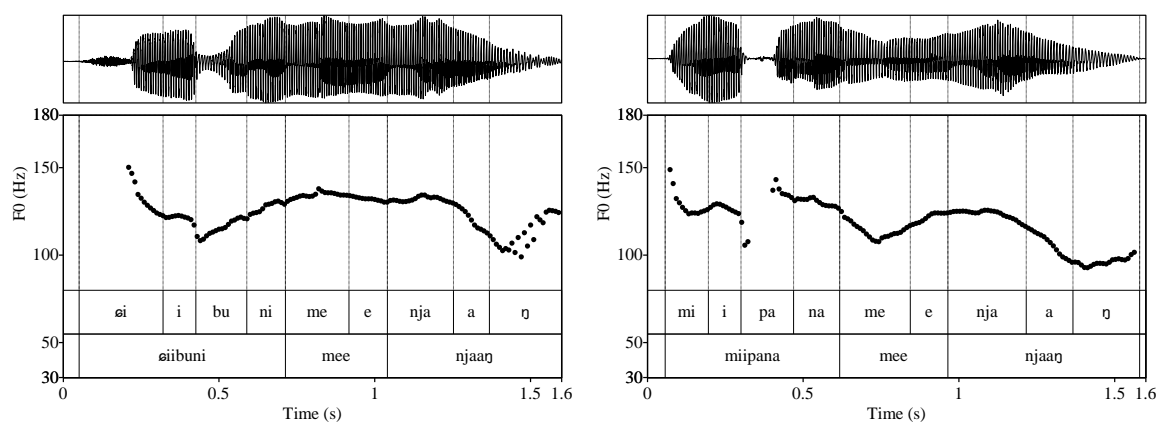 180
150
100
F0 (Hz)
ɕi i bu ni me e nja a ŋ
50
ɕiibuni mee njaaŋ
30
0 0.5 1 1.5 1.6
Time (s)
180
150
100
F0 (Hz)
mi i pa na me e nja a ŋ
50
miipana mee njaaŋ
30
0 0.5 1 1.5 1.6
Time (s)